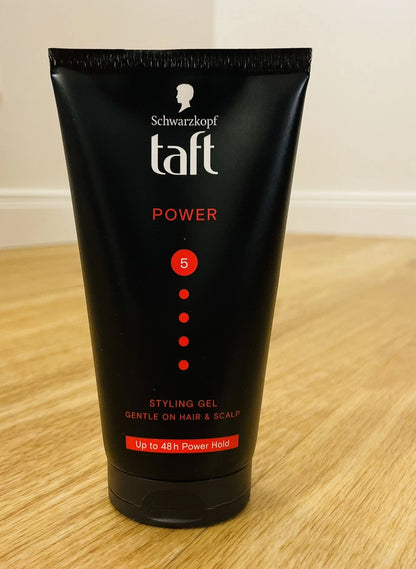 Schwarzkopf
taft
POWER
5
STYLING GEL
GENTLE ON HAIR & SCALP
Up to 48h Power Hold